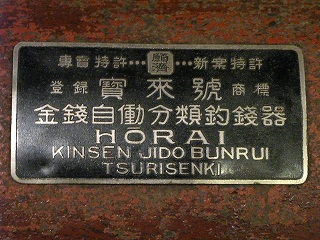 專賣特許•••新案特許
登錄 寶來號 商標
金錢自働分類釣錢器
HORAI
KINSEN JIDO BUNRUI
TSURISENKI